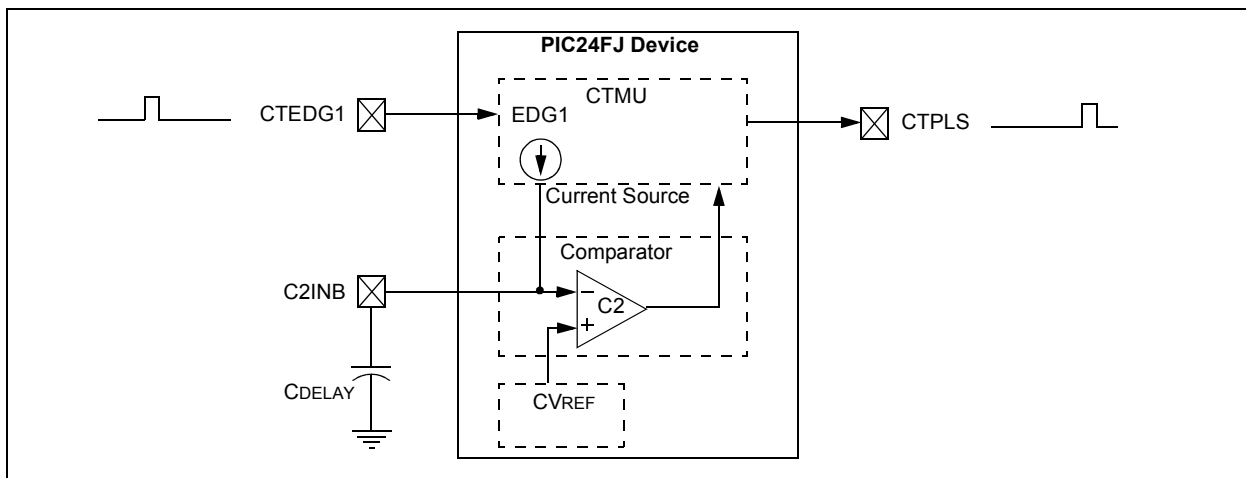 PIC24FJ Device
CTMU
CTEDG1
EDG1
CTPLS
Current Source
Comparator
C2INB
−
C2
+
CDELAY
CVREF